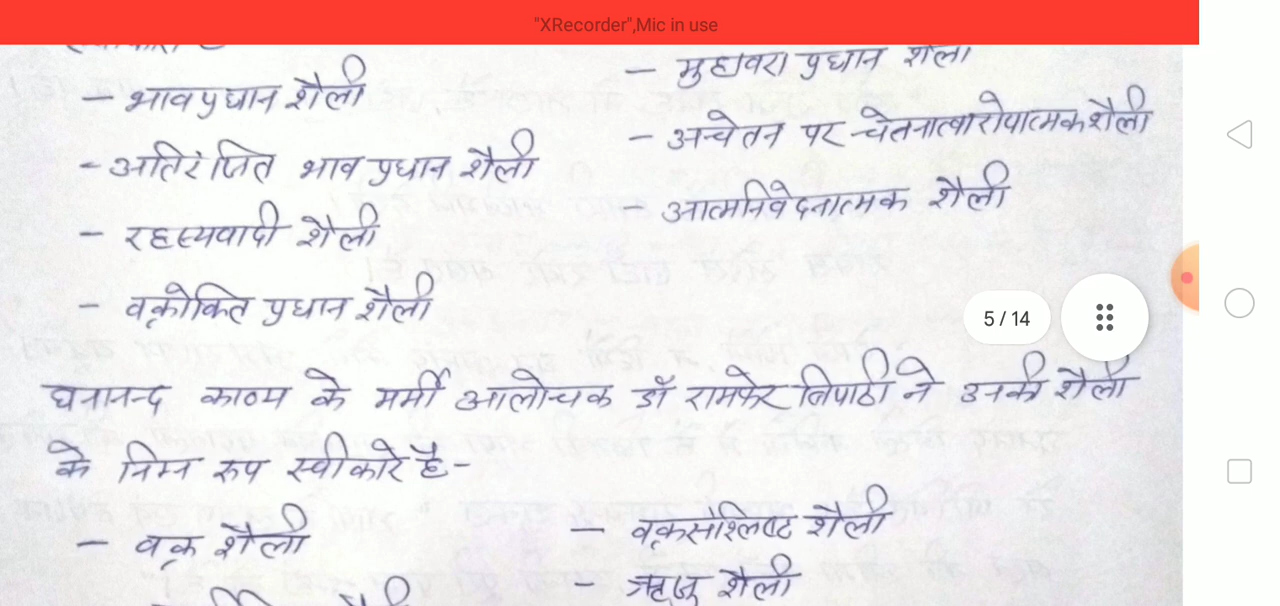 "XRecorder",Mic in use
- भावप्रधान शैली
- अतिरंजित भाव प्रधान शैली
- रहस्यवादी शैली
- वक्रोक्ति प्रधान शैली
- मुहावरा प्रधान शैली
- अचेतन पर चेतनात्वारोपात्मक शैली
- आत्मनिवेदनात्मक शैली
5 / 14
घनानन्द काव्य के मर्मी आलोचक डॉ रामफेर त्रिपाठी ने उनकी शैली
के निम्न रूप स्वीकारे है-
- वक्र शैली
- वक्रसंश्लिष्ट शैली
- ऋजु शैली